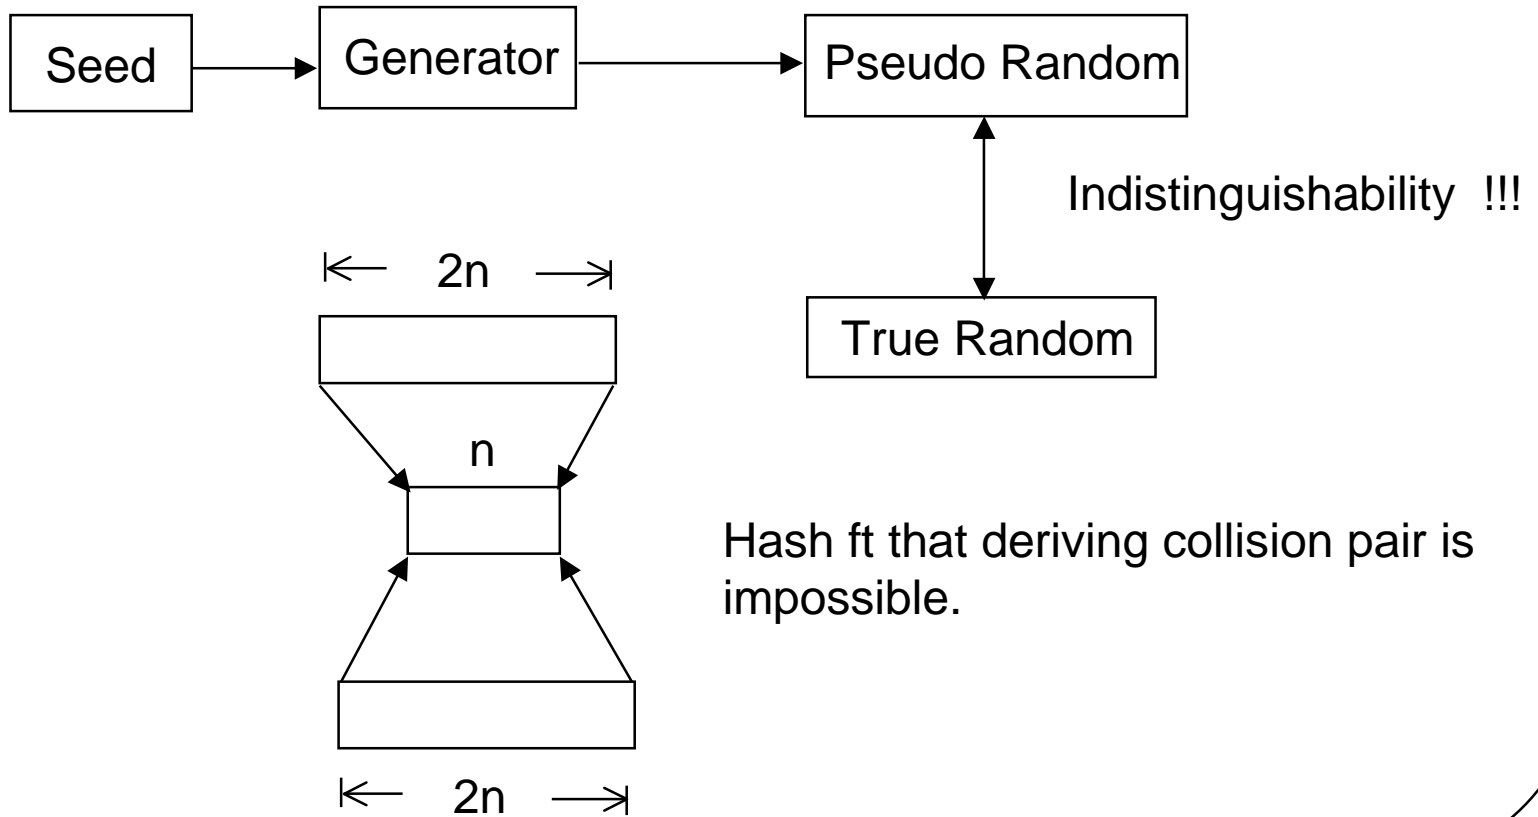 Seed
Generator
Pseudo Random
Indistinguishability !!!
True Random
2n
n
Hash ft that deriving collision pair is
impossible.
2n